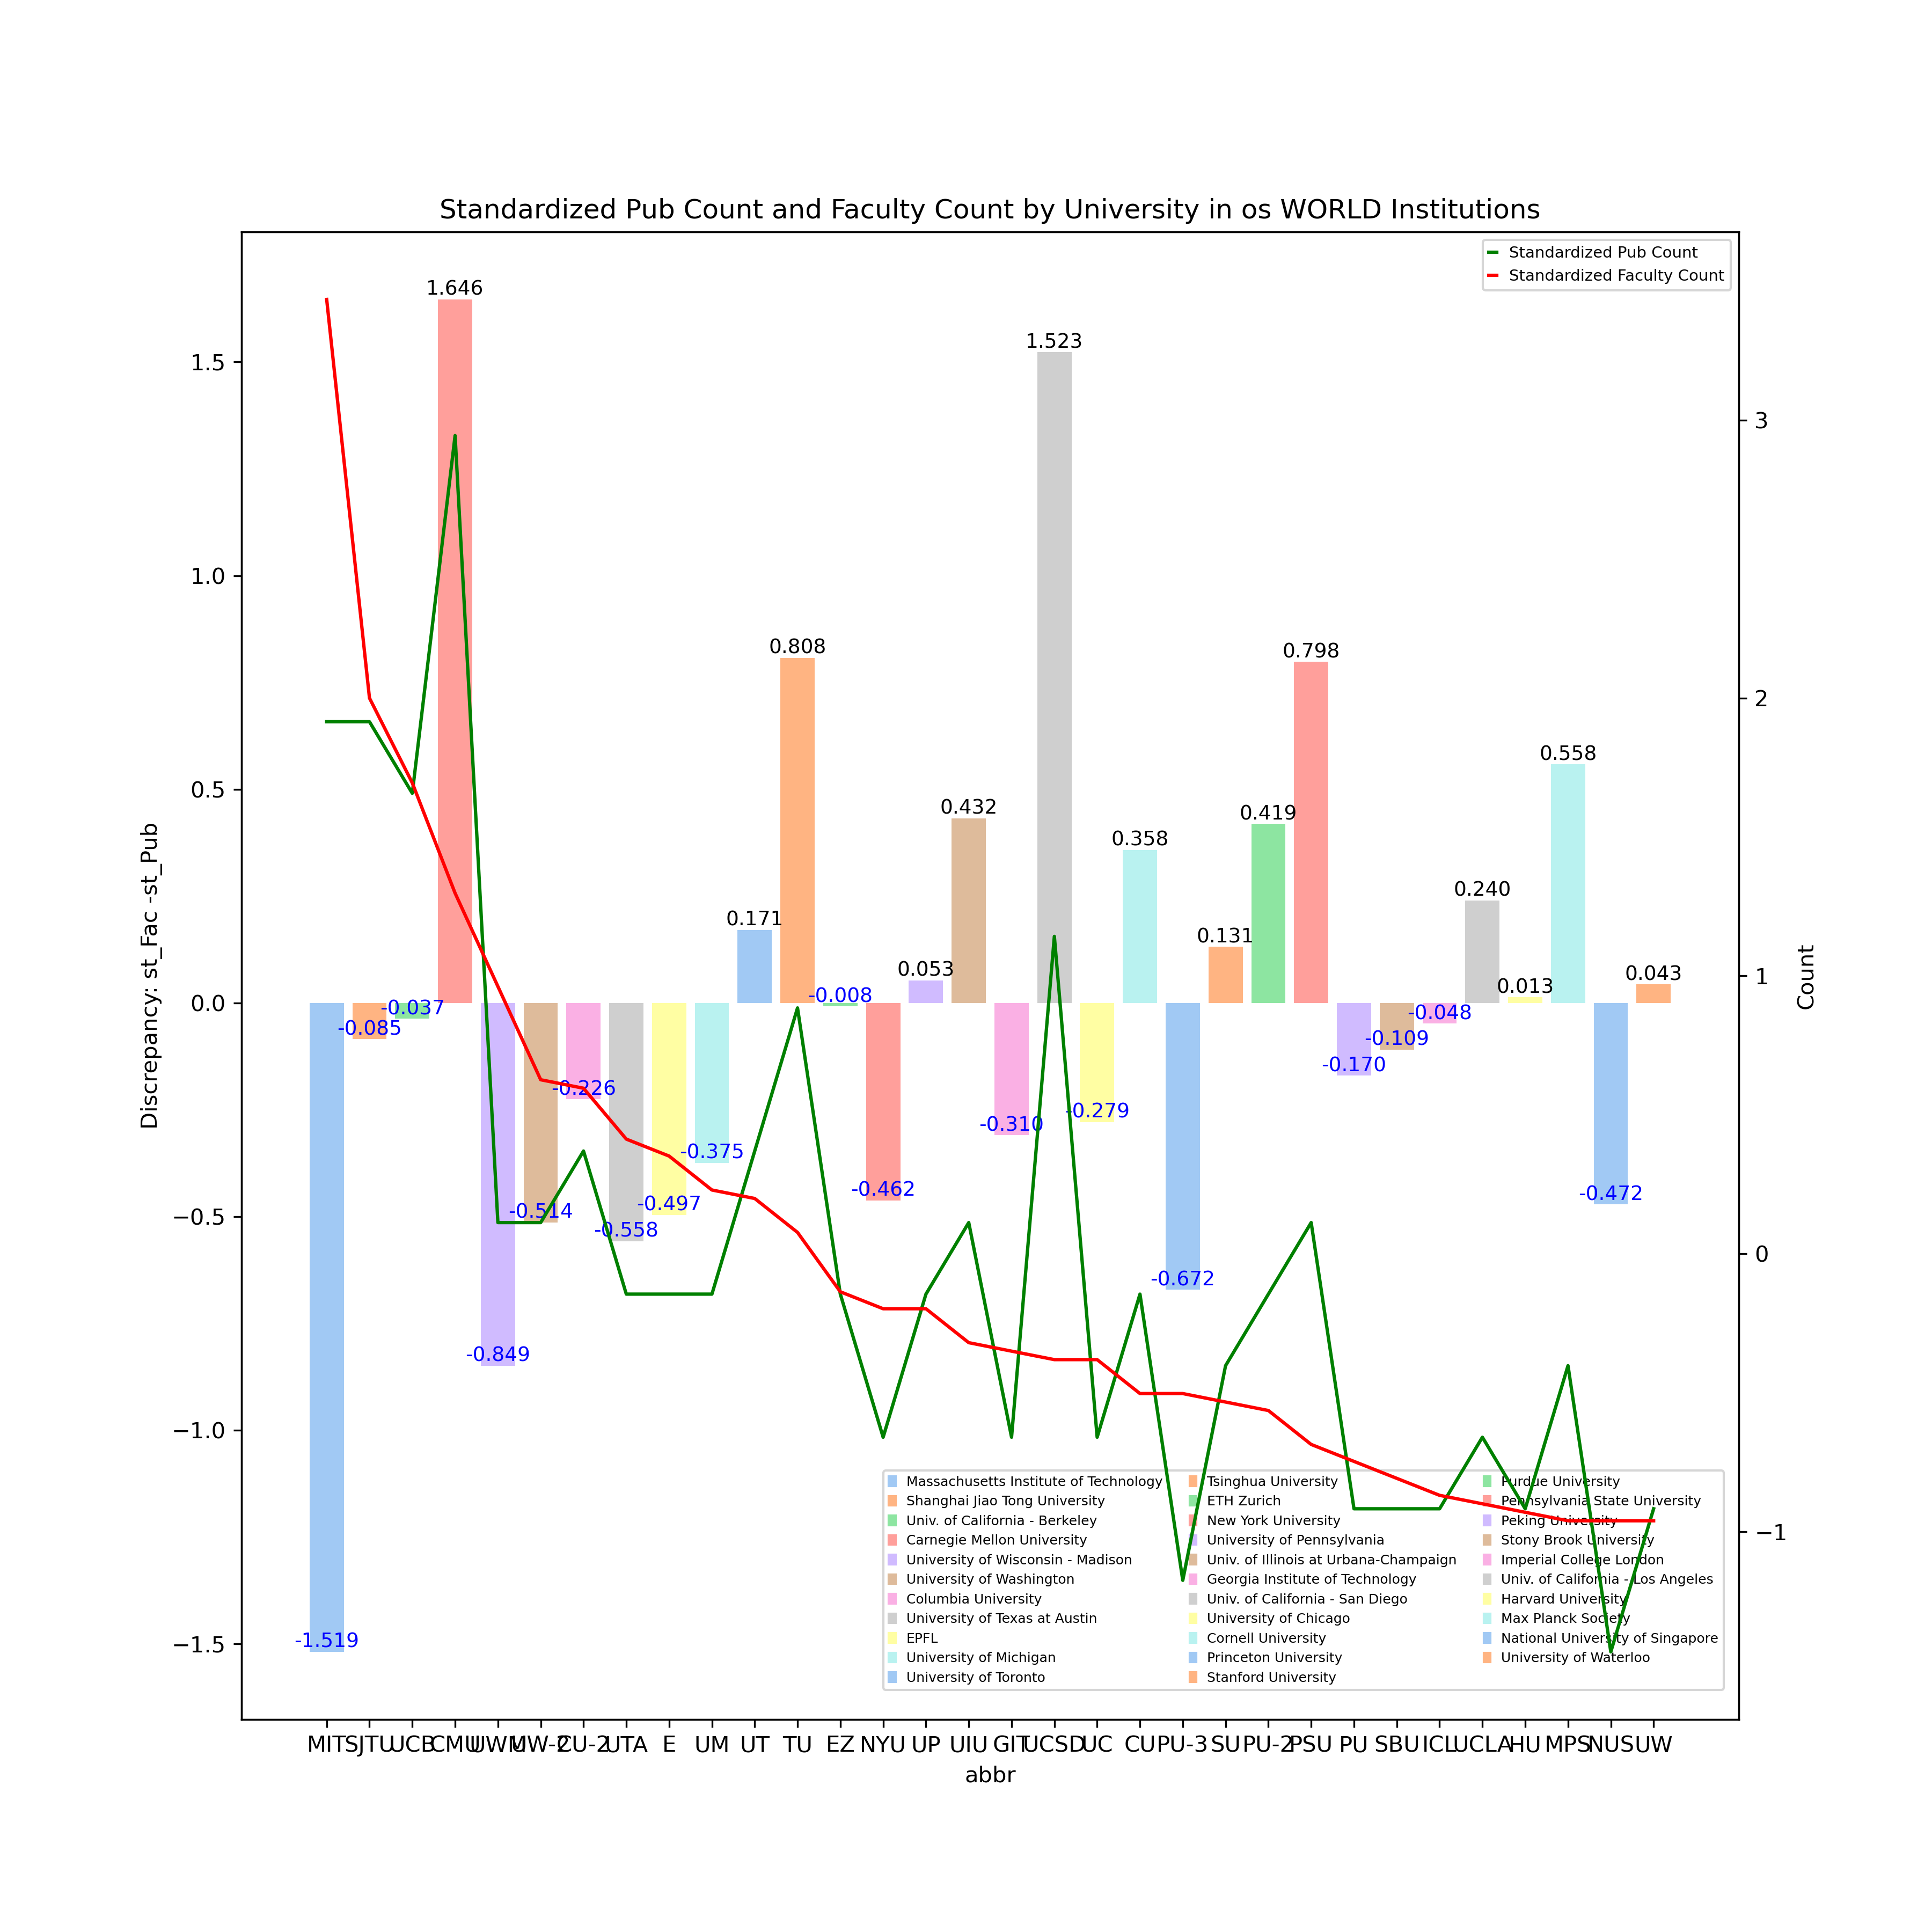 Standardized Pub Count and Faculty Count by University in os WORLD Institutions
Standardized Pub Count
Standardized Faculty Count
1.646
1.523
0.808
0.798
0.558
0.432
0.419
0.358
0.240
0.171
0.131
0.053
0.043
0.013
-0.008
-0.037
-0.048
-0.085
-0.109
-0.170
-0.226
-0.279
-0.310
-0.375
-0.462
-0.472
-0.497
-0.514
-0.558
-0.672
-0.849
-1.519
1.5
1.0
0.5
0.0
−0.5
−1.0
−1.5
Discrepancy: st_Fac -st_Pub
3
2
1
0
−1
Count
Massachusetts Institute of Technology
Shanghai Jiao Tong University
Univ. of California - Berkeley
Carnegie Mellon University
University of Wisconsin - Madison
University of Washington
Columbia University
University of Texas at Austin
EPFL
University of Michigan
University of Toronto
Tsinghua University
ETH Zurich
New York University
University of Pennsylvania
Univ. of Illinois at Urbana-Champaign
Georgia Institute of Technology
Univ. of California - San Diego
University of Chicago
Cornell University
Princeton University
Stanford University
Purdue University
Pennsylvania State University
Peking University
Stony Brook University
Imperial College London
Univ. of California - Los Angeles
Harvard University
Max Planck Society
National University of Singapore
University of Waterloo
MIT SJTU UCB CMU UWM UW-2 CU-2 UTA E UM UT TU EZ NYU UP UIU GIT UCSD UC CU PU-3 SU PU-2 PSU PU SBU ICL UCLA HU MPS NUS UW
abbr